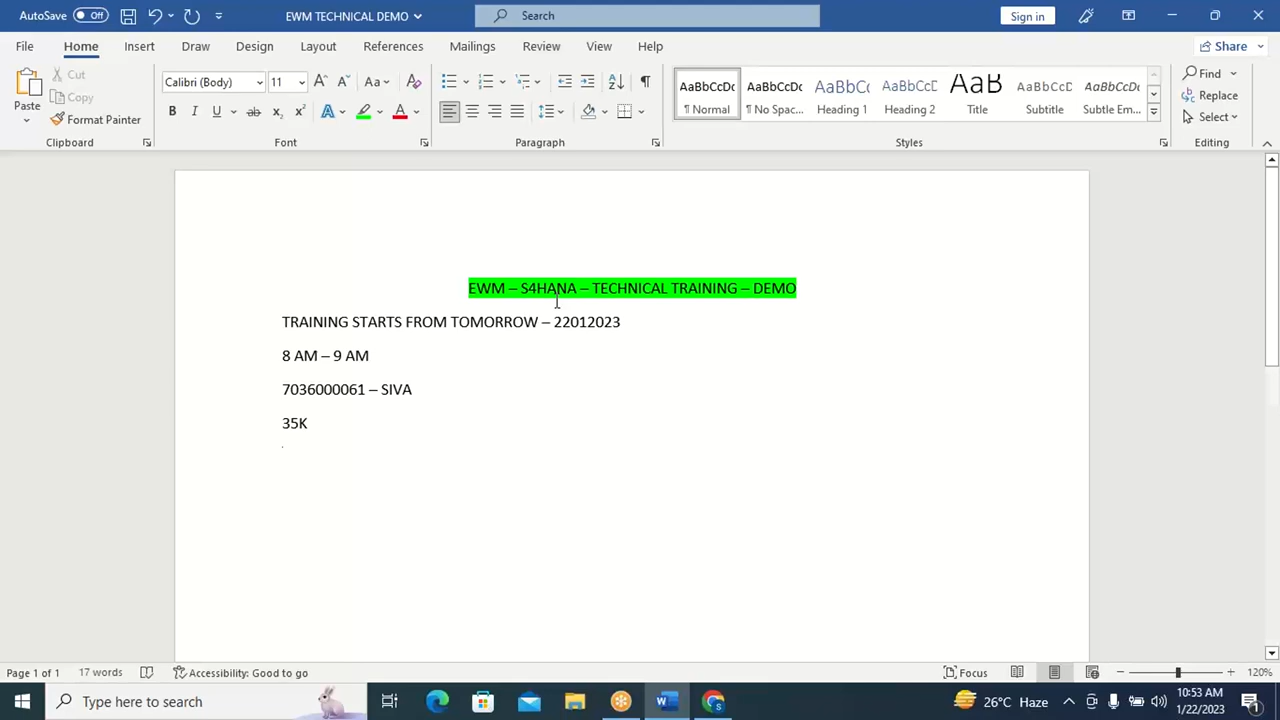 AutoSave Off EWM TECHNICAL DEMO Search Sign in
File Home Insert Draw Design Layout References Mailings Review View Help Share
Paste Cut Copy Format Painter
Calibri (Body) 11
AaBbCcDc AaBbCcDc AaBbCc AaBbCcD AaB AaBbCcD AaBbCcDc
¶ Normal ¶ No Spac... Heading 1 Heading 2 Title Subtitle Subtle Em...
Find Replace Select
Clipboard Font Paragraph Styles Editing
EWM – S4HANA – TECHNICAL TRAINING – DEMO
TRAINING STARTS FROM TOMORROW – 22012023
8 AM – 9 AM
7036000061 – SIVA
35K
Page 1 of 1 17 words Accessibility: Good to go Focus 120%
Type here to search 26°C Haze 10:53 AM
1/22/2023 1